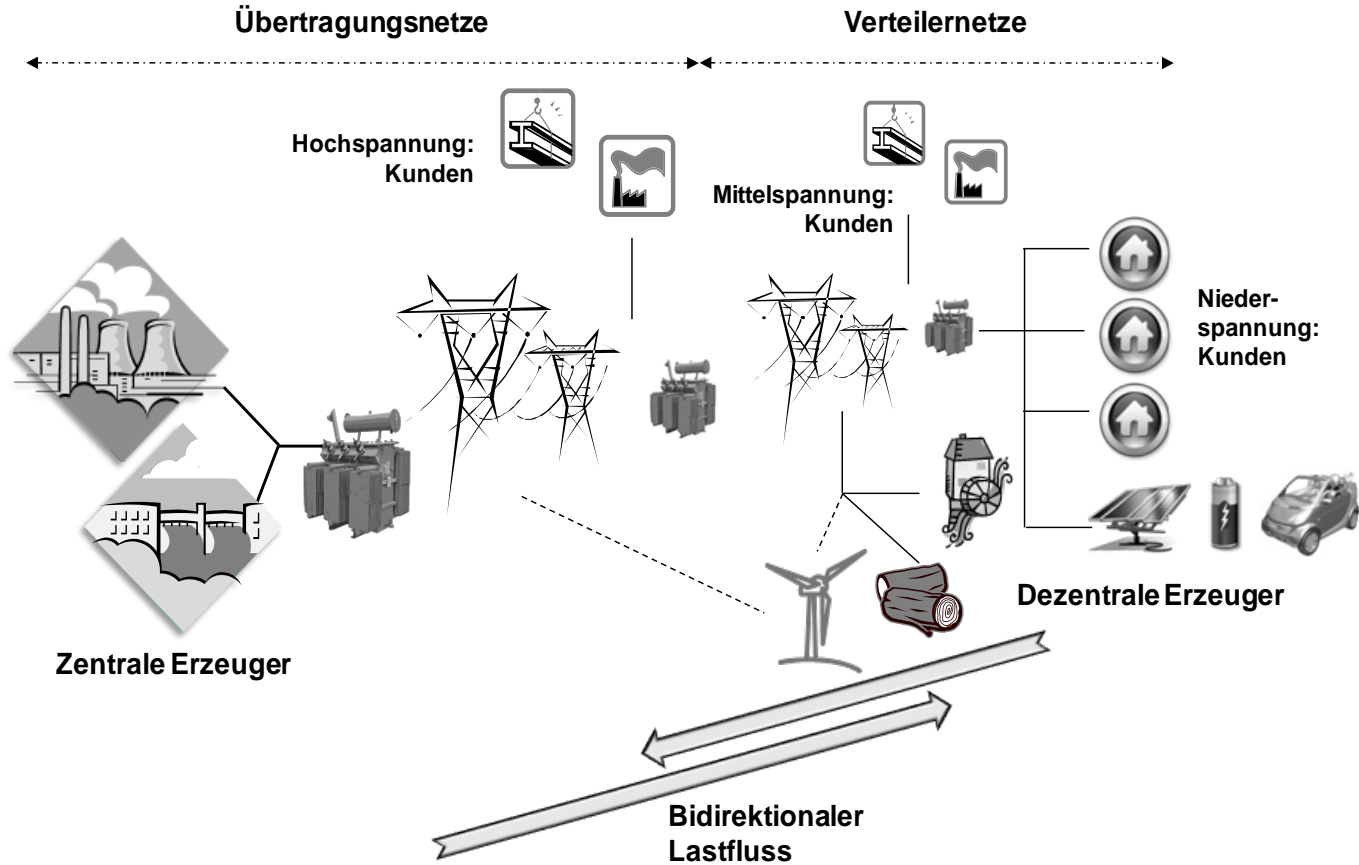 Übertragungsnetze
Verteilernetze
Hochspannung:
Kunden
Mittelspannung:
Kunden
Nieder-
spannung:
Kunden
Dezentrale Erzeuger
Zentrale Erzeuger
Bidirektionaler
Lastfluss